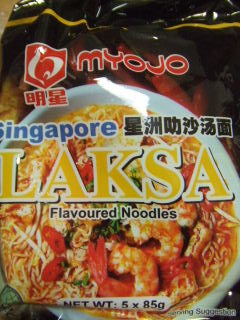 MYOJO
明星
Singapore 星洲叻沙汤面
LAKSA
Flavoured Noodles
Serving Suggestion
NET WT: 5 x 85g